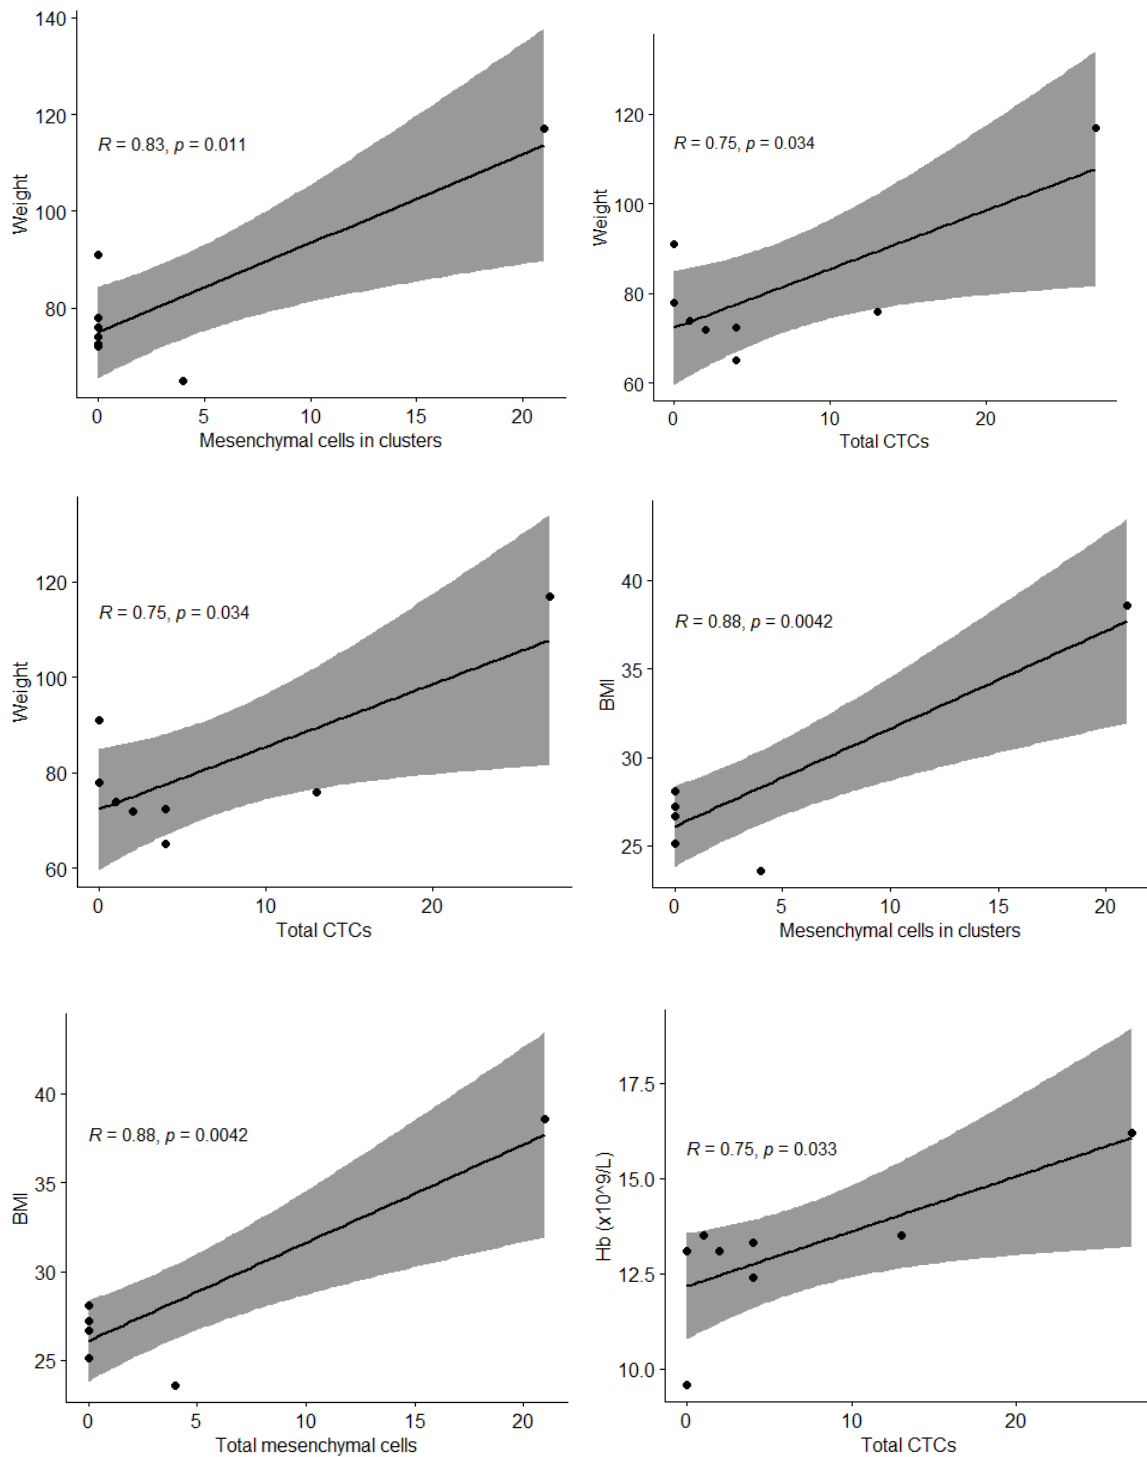 140
120
100
80
Weight
R = 0.83, p = 0.011
0 5 10 15 20
Mesenchymal cells in clusters
120
100
80
60
Weight
R = 0.75, p = 0.034
0 10 20
Total CTCs
120
100
80
60
Weight
R = 0.75, p = 0.034
0 10 20
Total CTCs
40
35
30
25
BMI
R = 0.88, p = 0.0042
0 5 10 15 20
Mesenchymal cells in clusters
40
35
30
25
BMI
R = 0.88, p = 0.0042
0 5 10 15 20
Total mesenchymal cells
17.5
15.0
12.5
10.0
Hb (x10^9/L)
R = 0.75, p = 0.033
0 10 20
Total CTCs